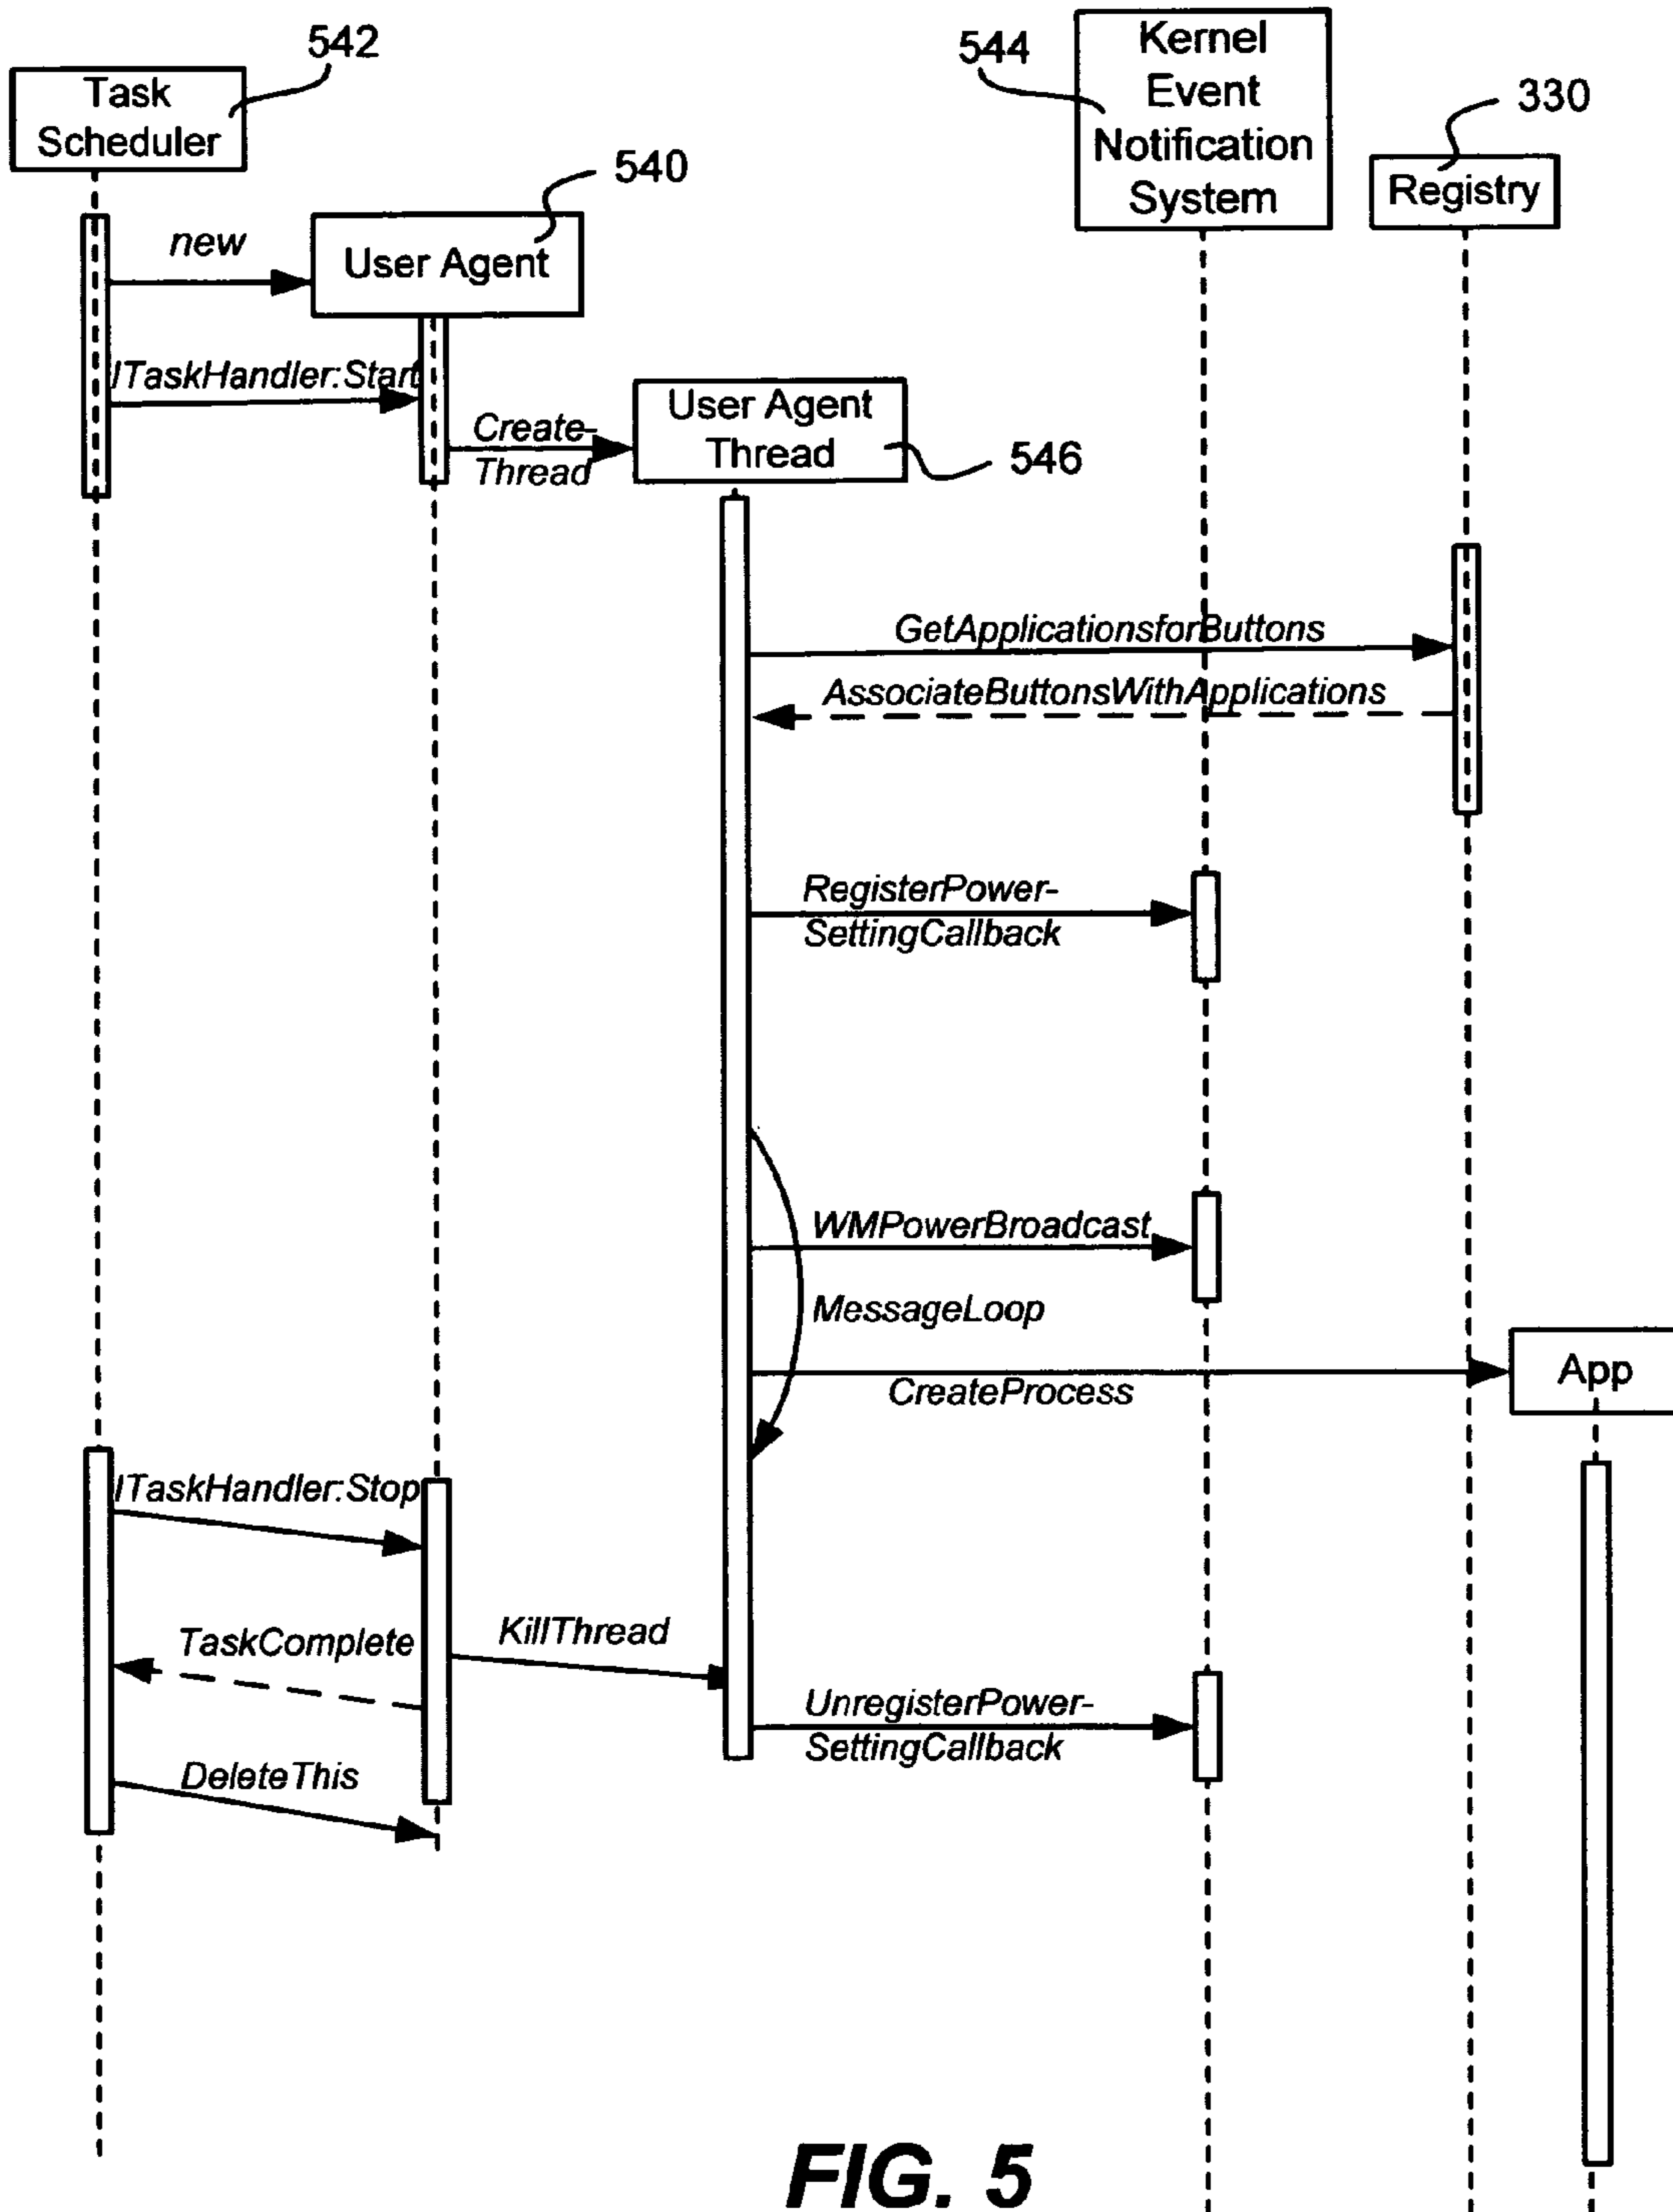 542
Task
Scheduler
544
Kernel
Event
Notification
System
330
Registry
540
new
User Agent
ITaskHandler:Start
Create-
Thread
User Agent
Thread
546
GetApplicationsforButtons
AssociateButtonsWithApplications
RegisterPower-
SettingCallback
WMPowerBroadcast
MessageLoop
App
CreateProcess
ITaskHandler:Stop
TaskComplete
KillThread
UnregisterPower-
SettingCallback
DeleteThis
FIG. 5